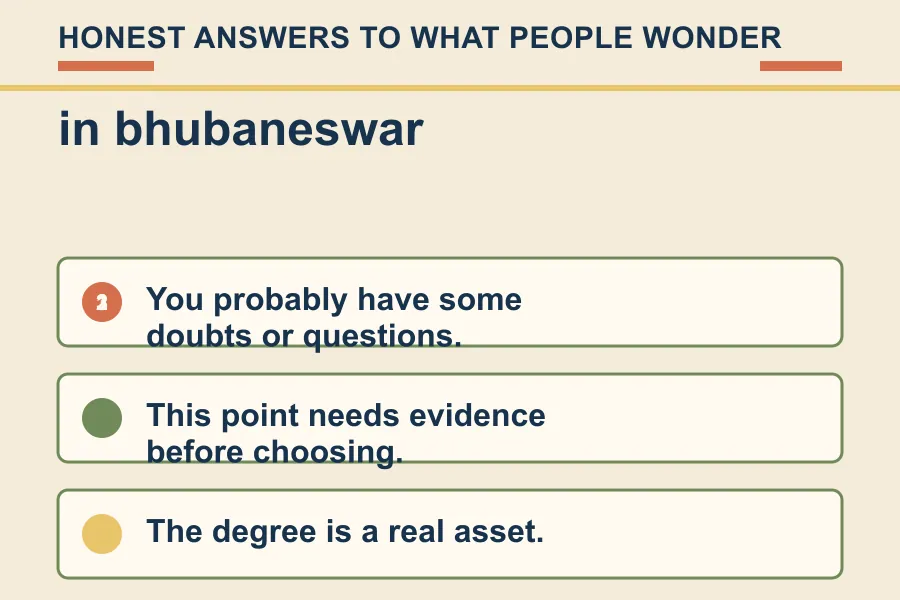 HONEST ANSWERS TO WHAT PEOPLE WONDER
in bhubaneswar
You probably have some
doubts or questions.
This point needs evidence
before choosing.
The degree is a real asset.